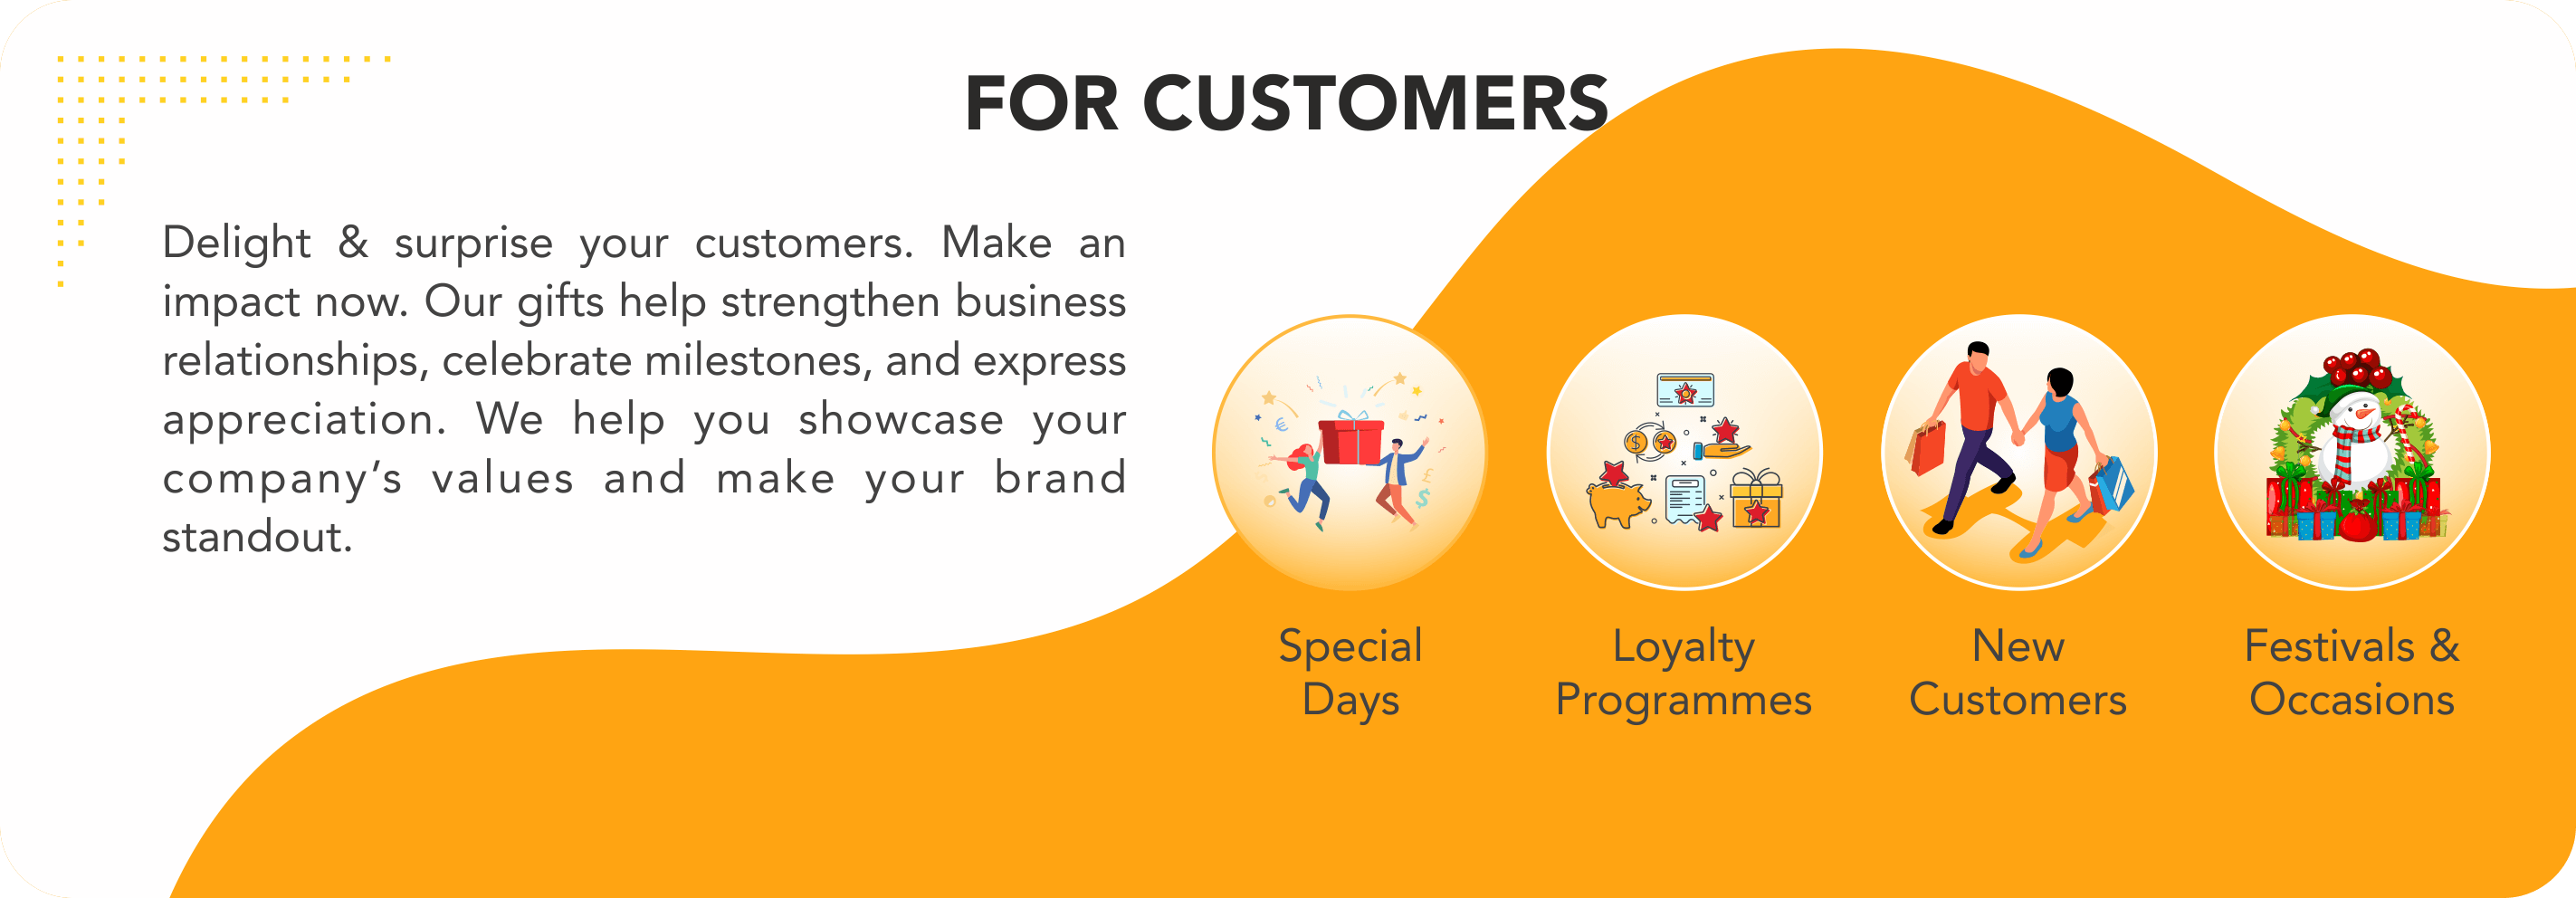 FOR CUSTOMERS
Delight & surprise your customers. Make an
impact now. Our gifts help strengthen business
relationships, celebrate milestones, and express
appreciation. We help you showcase your
company’s values and make your brand
standout.
Special
Days
Loyalty
Programmes
New
Customers
Festivals &
Occasions